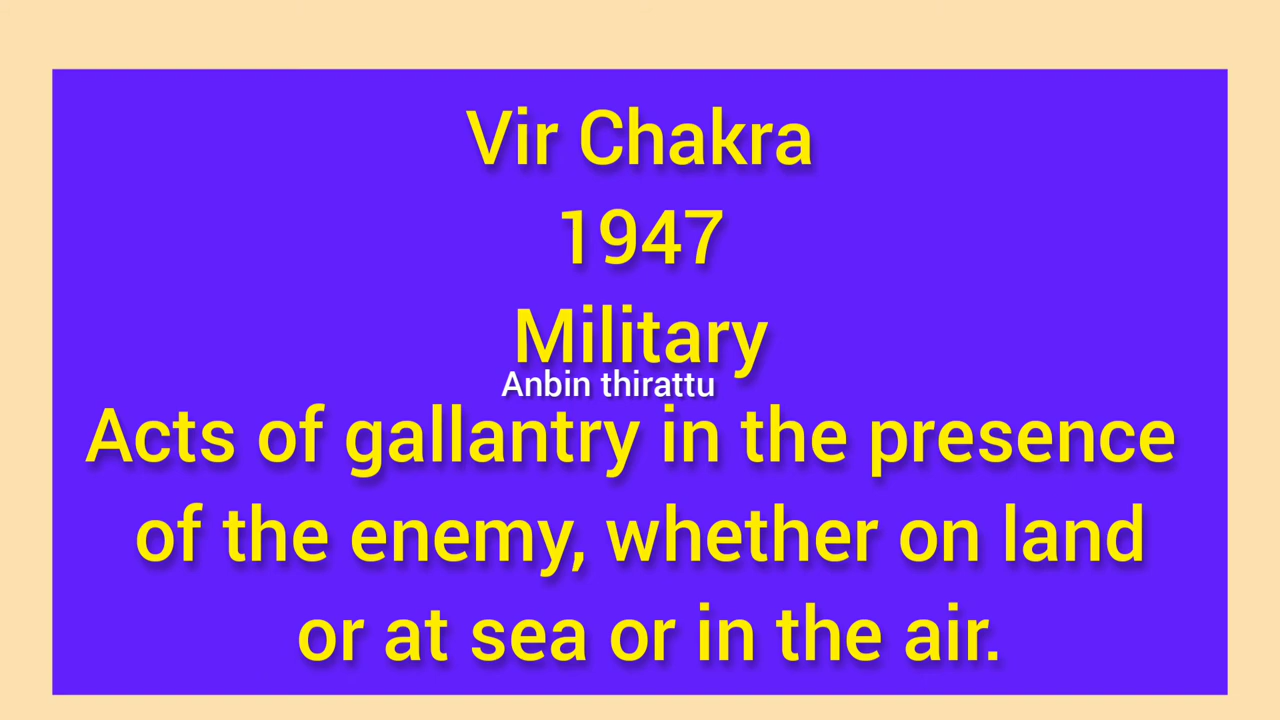 Vir Chakra
1947
Military
Anbin thirattu
Acts of gallantry in the presence
of the enemy, whether on land
or at sea or in the air.